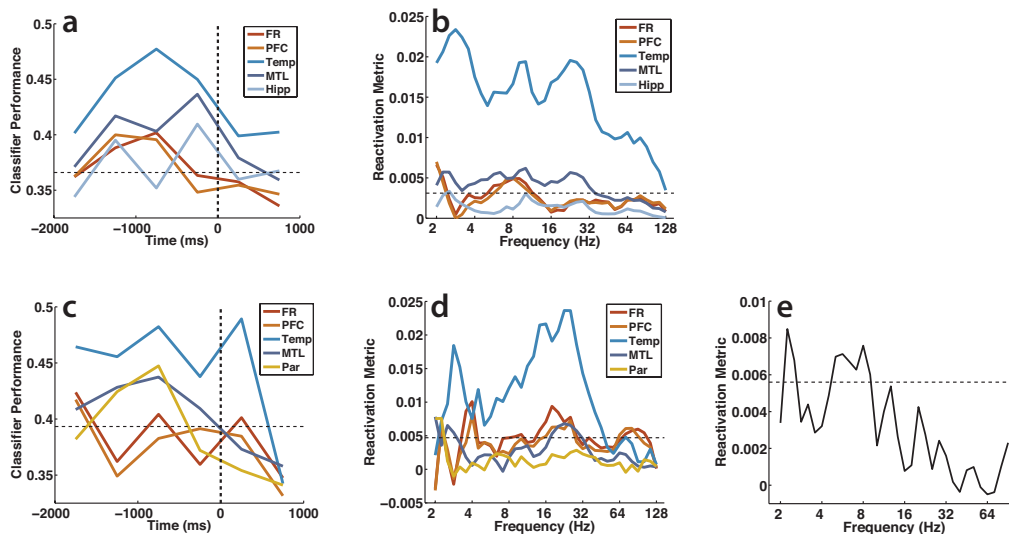 a
Classifier Performance
0.5
0.45
0.4
0.35
−2000 −1000 0 1000
Time (ms)
FR
PFC
Temp
MTL
Hipp
b
Reactivation Metric
0.025
0.02
0.015
0.01
0.005
0
2 4 8 16 32 64 128
Frequency (Hz)
FR
PFC
Temp
MTL
Hipp
c
Classifier Performance
0.5
0.45
0.4
0.35
−2000 −1000 0 1000
Time (ms)
FR
PFC
Temp
MTL
Par
d
Reactivation Metric
0.025
0.02
0.015
0.01
0.005
0
−0.005
2 4 8 16 32 64 128
Frequency (Hz)
FR
PFC
Temp
MTL
Par
e
Reactivation Metric
0.01
0.008
0.006
0.004
0.002
0
2 4 8 16 32 64
Frequency (Hz)